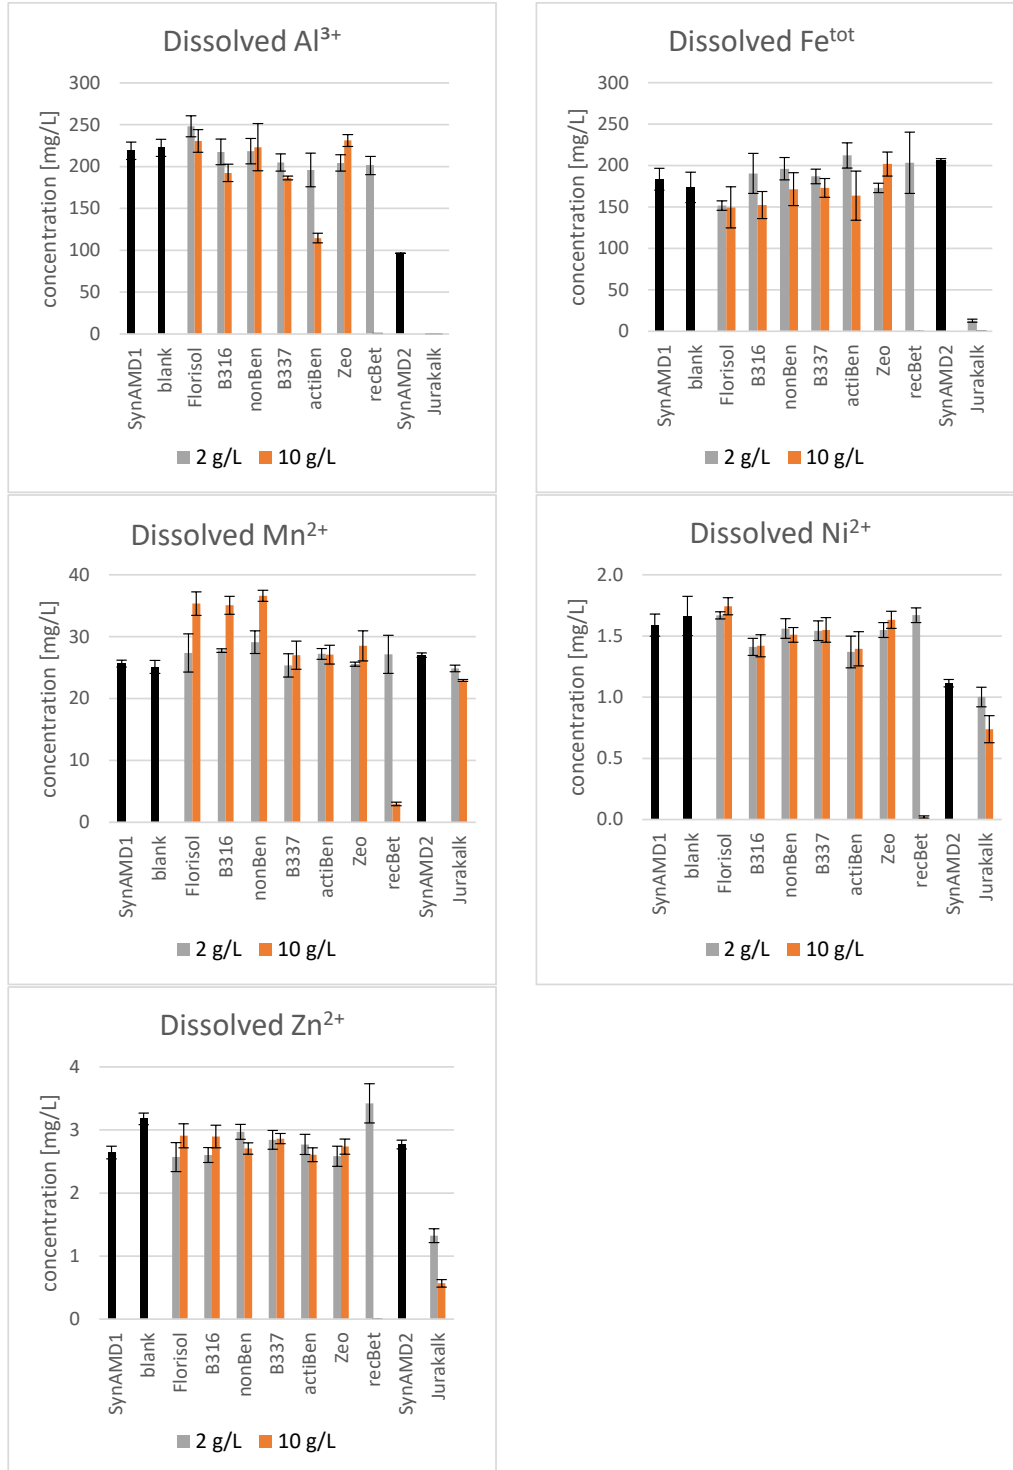 Dissolved Al³⁺
concentration [mg/L]
300
250
200
150
100
50
0
SynAMD1
blank
Florisol
B316
nonBen
B337
actiBen
Zeo
recBet
SynAMD2
Jurakalk
2 g/L 10 g/L
Dissolved Feᵗᵒᵗ
concentration [mg/L]
300
250
200
150
100
50
0
SynAMD1
blank
Florisol
B316
nonBen
B337
actiBen
Zeo
recBet
SynAMD2
Jurakalk
2 g/L 10 g/L
Dissolved Mn²⁺
concentration [mg/L]
40
30
20
10
0
SynAMD1
blank
Florisol
B316
nonBen
B337
actiBen
Zeo
recBet
SynAMD2
Jurakalk
2 g/L 10 g/L
Dissolved Ni²⁺
concentration [mg/L]
2.0
1.5
1.0
0.5
0.0
SynAMD1
blank
Florisol
B316
nonBen
B337
actiBen
Zeo
recBet
SynAMD2
Jurakalk
2 g/L 10 g/L
Dissolved Zn²⁺
concentration [mg/L]
4
3
2
1
0
SynAMD1
blank
Florisol
B316
nonBen
B337
actiBen
Zeo
recBet
SynAMD2
Jurakalk
2 g/L 10 g/L